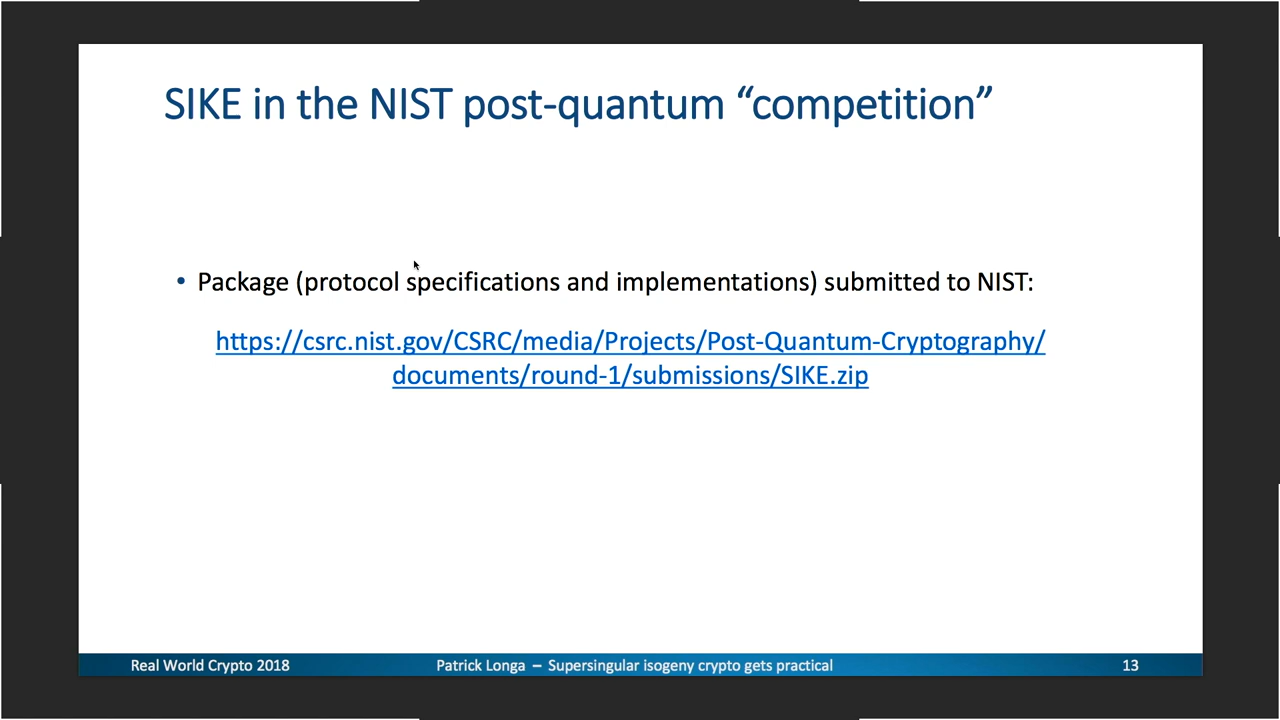 SIKE in the NIST post-quantum “competition”
• Package (protocol specifications and implementations) submitted to NIST:
https://csrc.nist.gov/CSRC/media/Projects/Post-Quantum-Cryptography/
documents/round-1/submissions/SIKE.zip
Real World Crypto 2018
Patrick Longa – Supersingular isogeny crypto gets practical
13